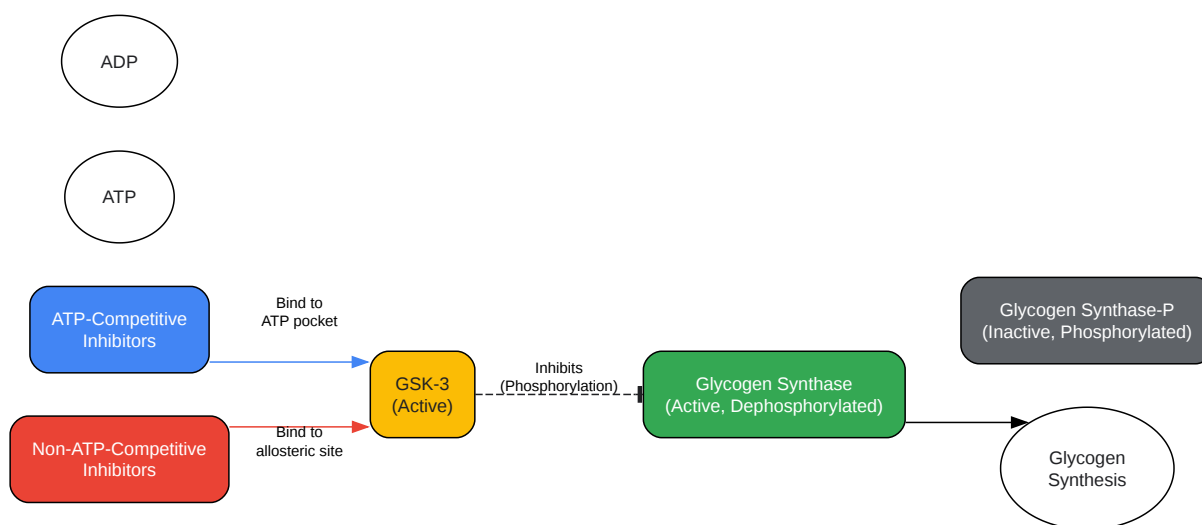 ADP
ATP
ATP-Competitive
Inhibitors
Bind to
ATP pocket
Non-ATP-Competitive
Inhibitors
Bind to
allosteric site
GSK-3
(Active)
Inhibits
(Phosphorylation)
Glycogen Synthase
(Active, Dephosphorylated)
Glycogen Synthase-P
(Inactive, Phosphorylated)
Glycogen
Synthesis